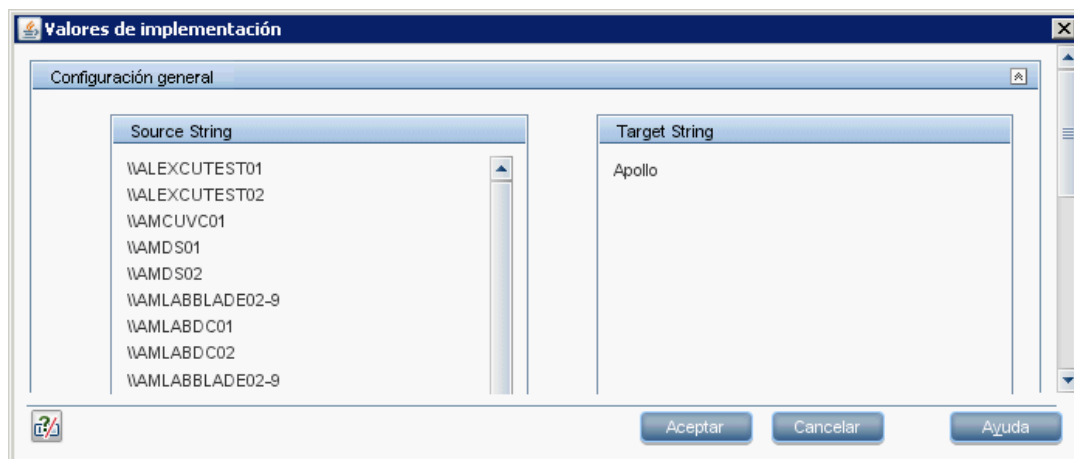 Valores de implementación
Configuración general
Source String
\\ALEXCUTEST01
\\ALEXCUTEST02
\\AMCUVC01
\\AMDS01
\\AMDS02
\\AMLABBLADE02-9
\\AMLABDC01
\\AMLABDC02
\\AMLABBLADE02-9
Target String
Apollo
Aceptar
Cancelar
Ayuda